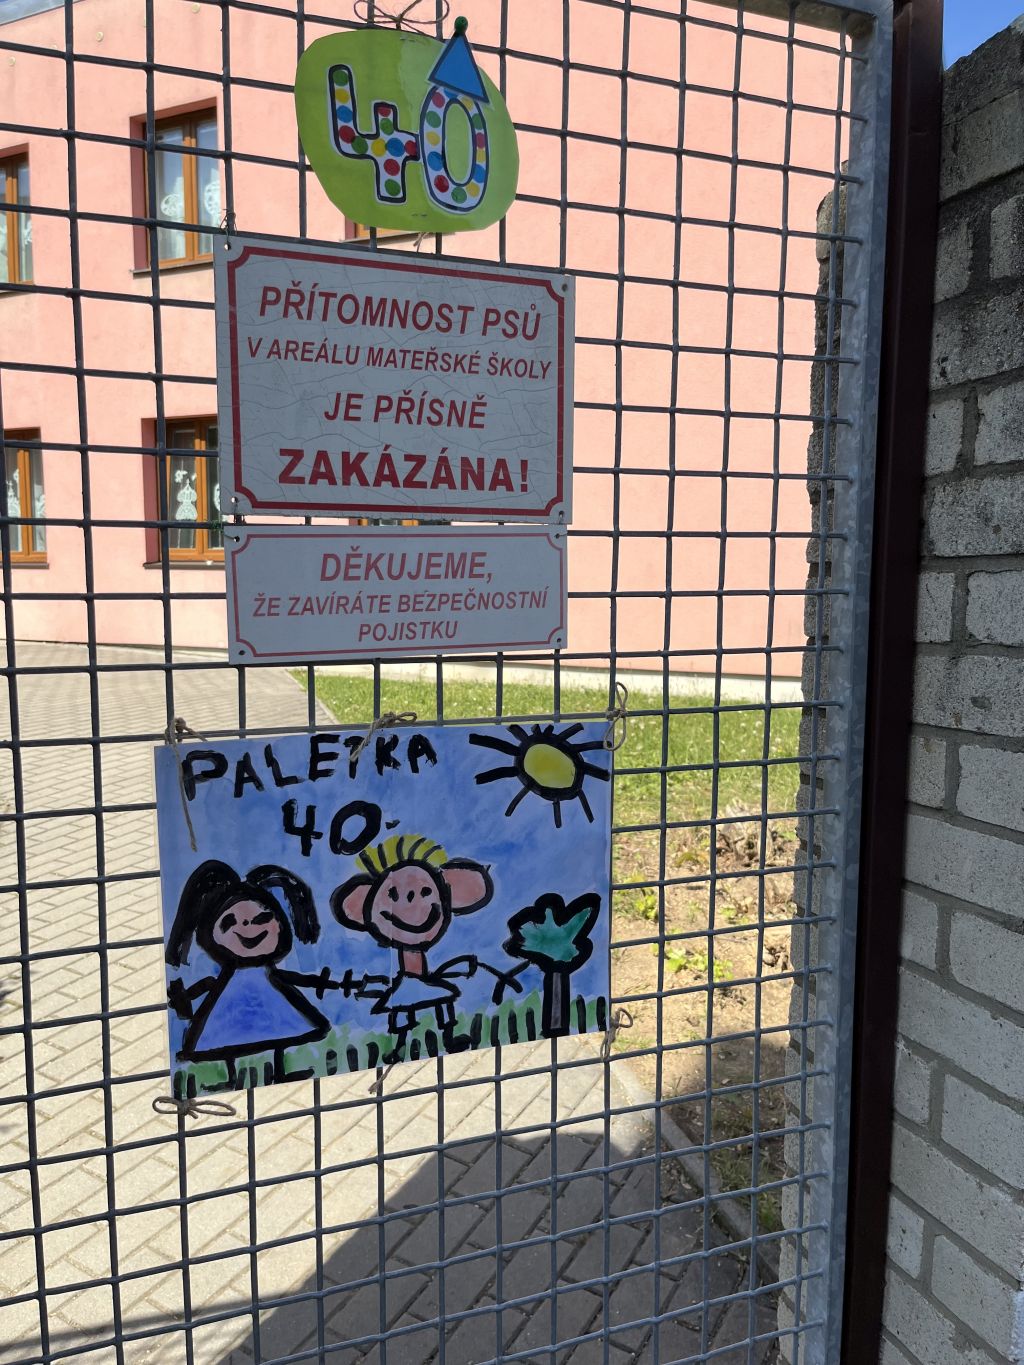 40
PŘÍTOMNOST PSŮ
V AREÁLU MATEŘSKÉ ŠKOLY
JE PŘÍSNĚ
ZAKÁZÁNA!
DĚKUJEME,
ŽE ZAVÍRÁTE BEZPEČNOSTNÍ
POJISTKU
PALETKA
40